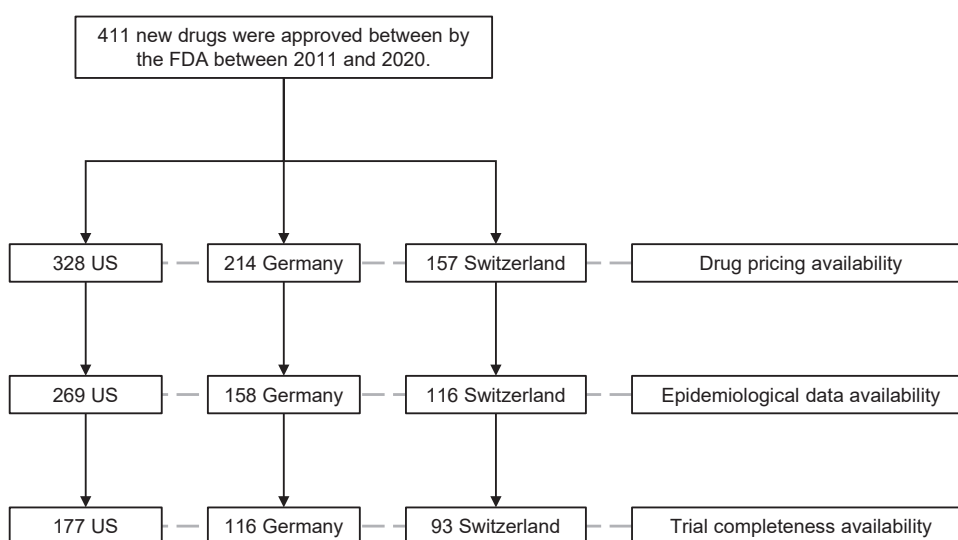 411 new drugs were approved between by
the FDA between 2011 and 2020.
328 US
214 Germany
157 Switzerland
Drug pricing availability
269 US
158 Germany
116 Switzerland
Epidemiological data availability
177 US
116 Germany
93 Switzerland
Trial completeness availability